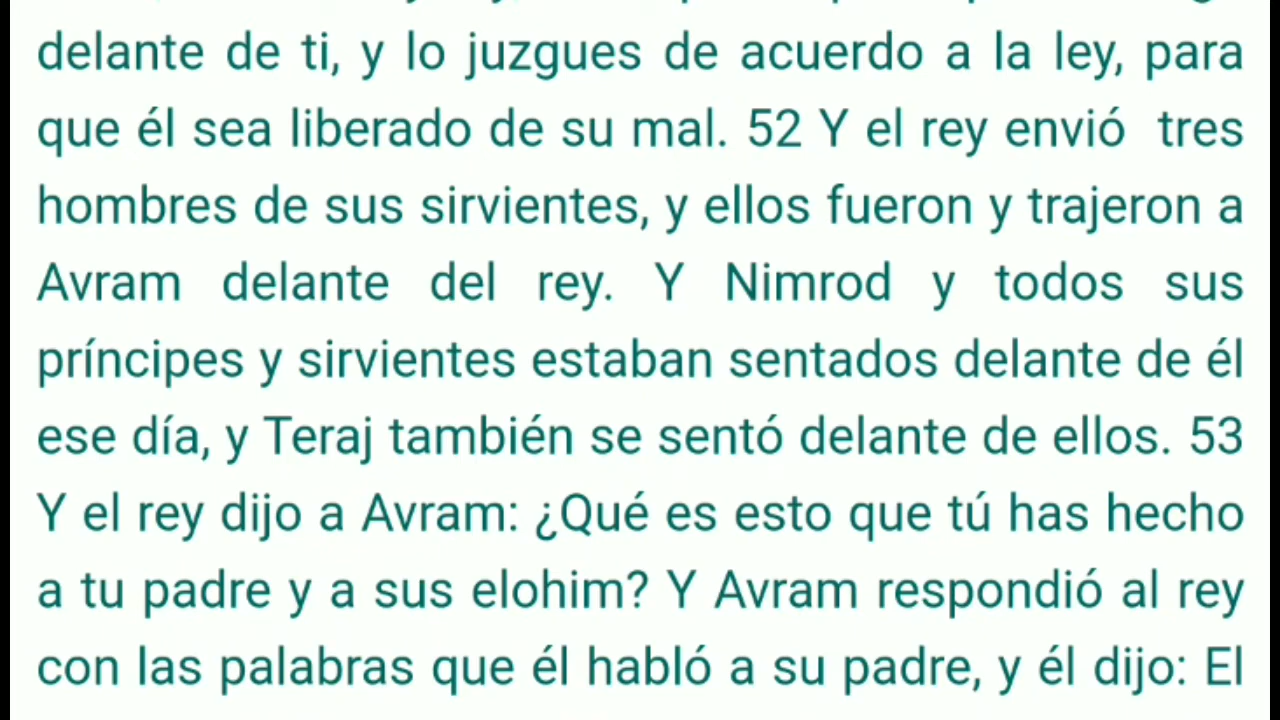 delante de ti, y lo juzgues de acuerdo a la ley, para
que él sea liberado de su mal. 52 Y el rey envió tres
hombres de sus sirvientes, y ellos fueron y trajeron a
Avram delante del rey. Y Nimrod y todos sus
príncipes y sirvientes estaban sentados delante de él
ese día, y Teraj también se sentó delante de ellos. 53
Y el rey dijo a Avram: ¿Qué es esto que tú has hecho
a tu padre y a sus elohim? Y Avram respondió al rey
con las palabras que él habló a su padre, y él dijo: El